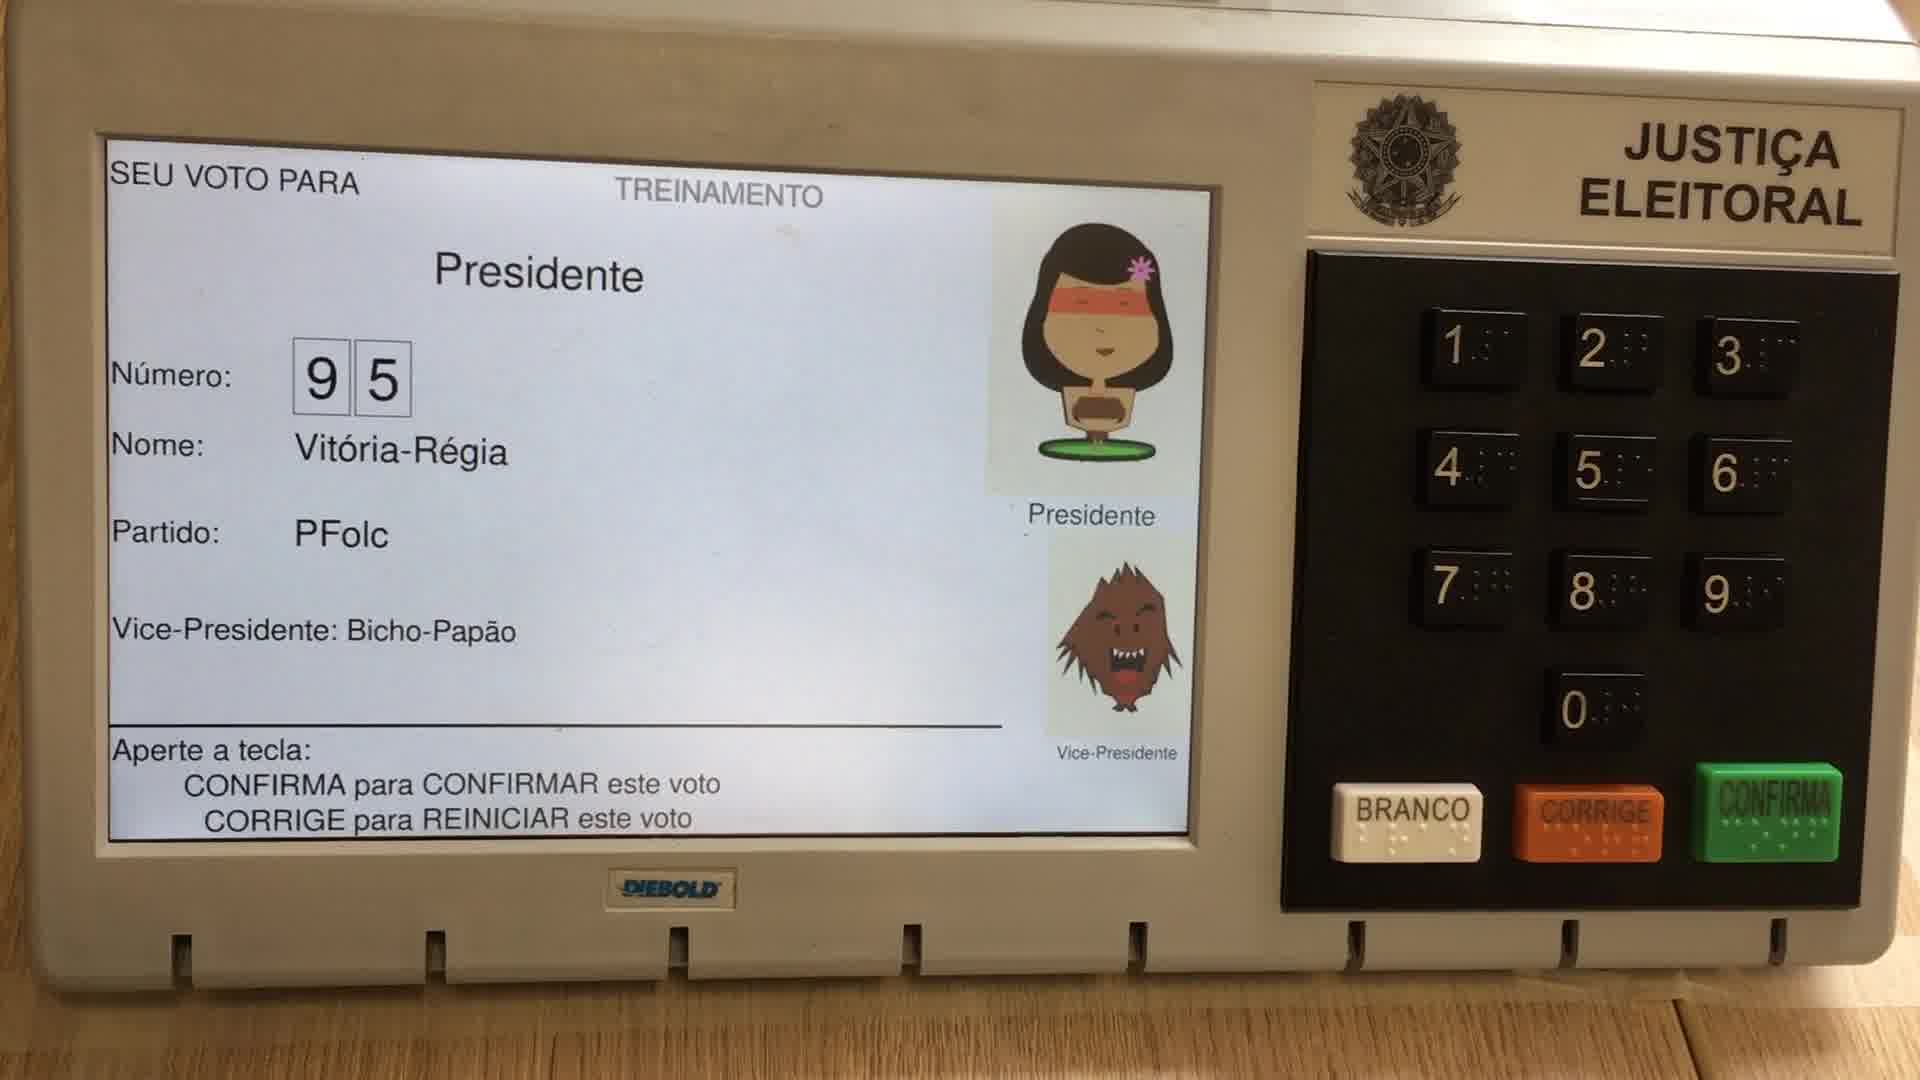 SEU VOTO PARA
TREINAMENTO
Presidente
Número: 95
Nome: Vitória-Régia
Partido: PFolc
Vice-Presidente: Bicho-Papão
Presidente
Vice-Presidente
Aperte a tecla:
CONFIRMA para CONFIRMAR este voto
CORRIGE para REINICIAR este voto
DIEBOLD
JUSTIÇA
ELEITORAL
1 2 3
4 5 6
7 8 9
0
BRANCO CORRIGE CONFIRMA